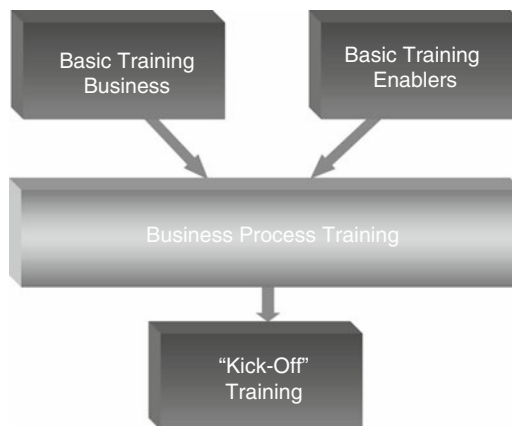 Basic Training
Business
Basic Training
Enablers
Business Process Training
“Kick-Off”
Training